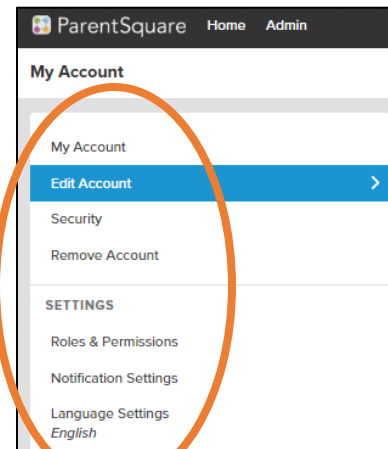 ParentSquare Home Admin
My Account
My Account
Edit Account
Security
Remove Account
SETTINGS
Roles & Permissions
Notification Settings
Language Settings
English